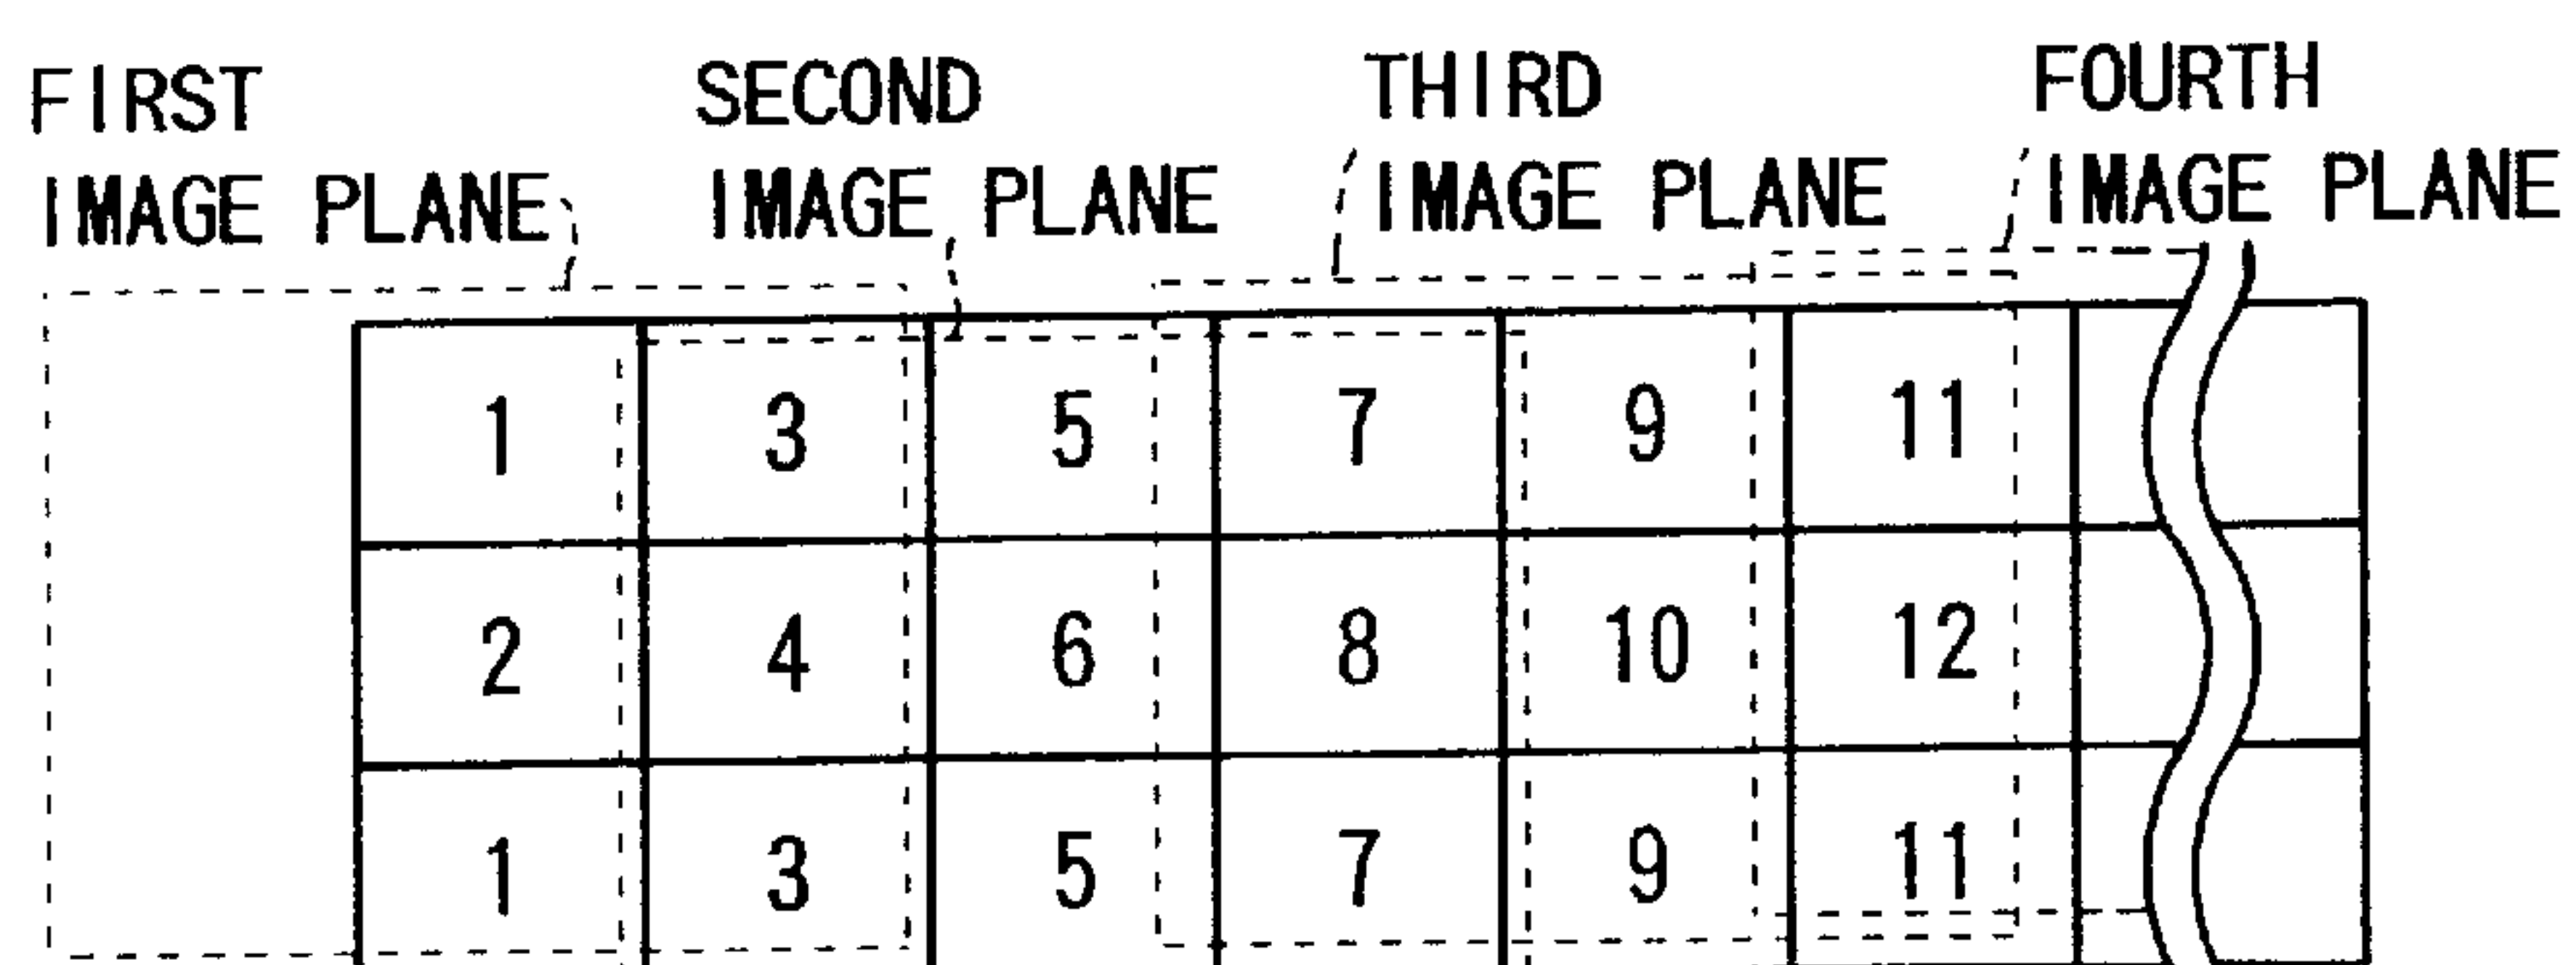 FIRST
IMAGE PLANE
SECOND
IMAGE PLANE
THIRD
IMAGE PLANE
FOURTH
IMAGE PLANE
1 3 5 7 9 11
2 4 6 8 10 12
1 3 5 7 9 11